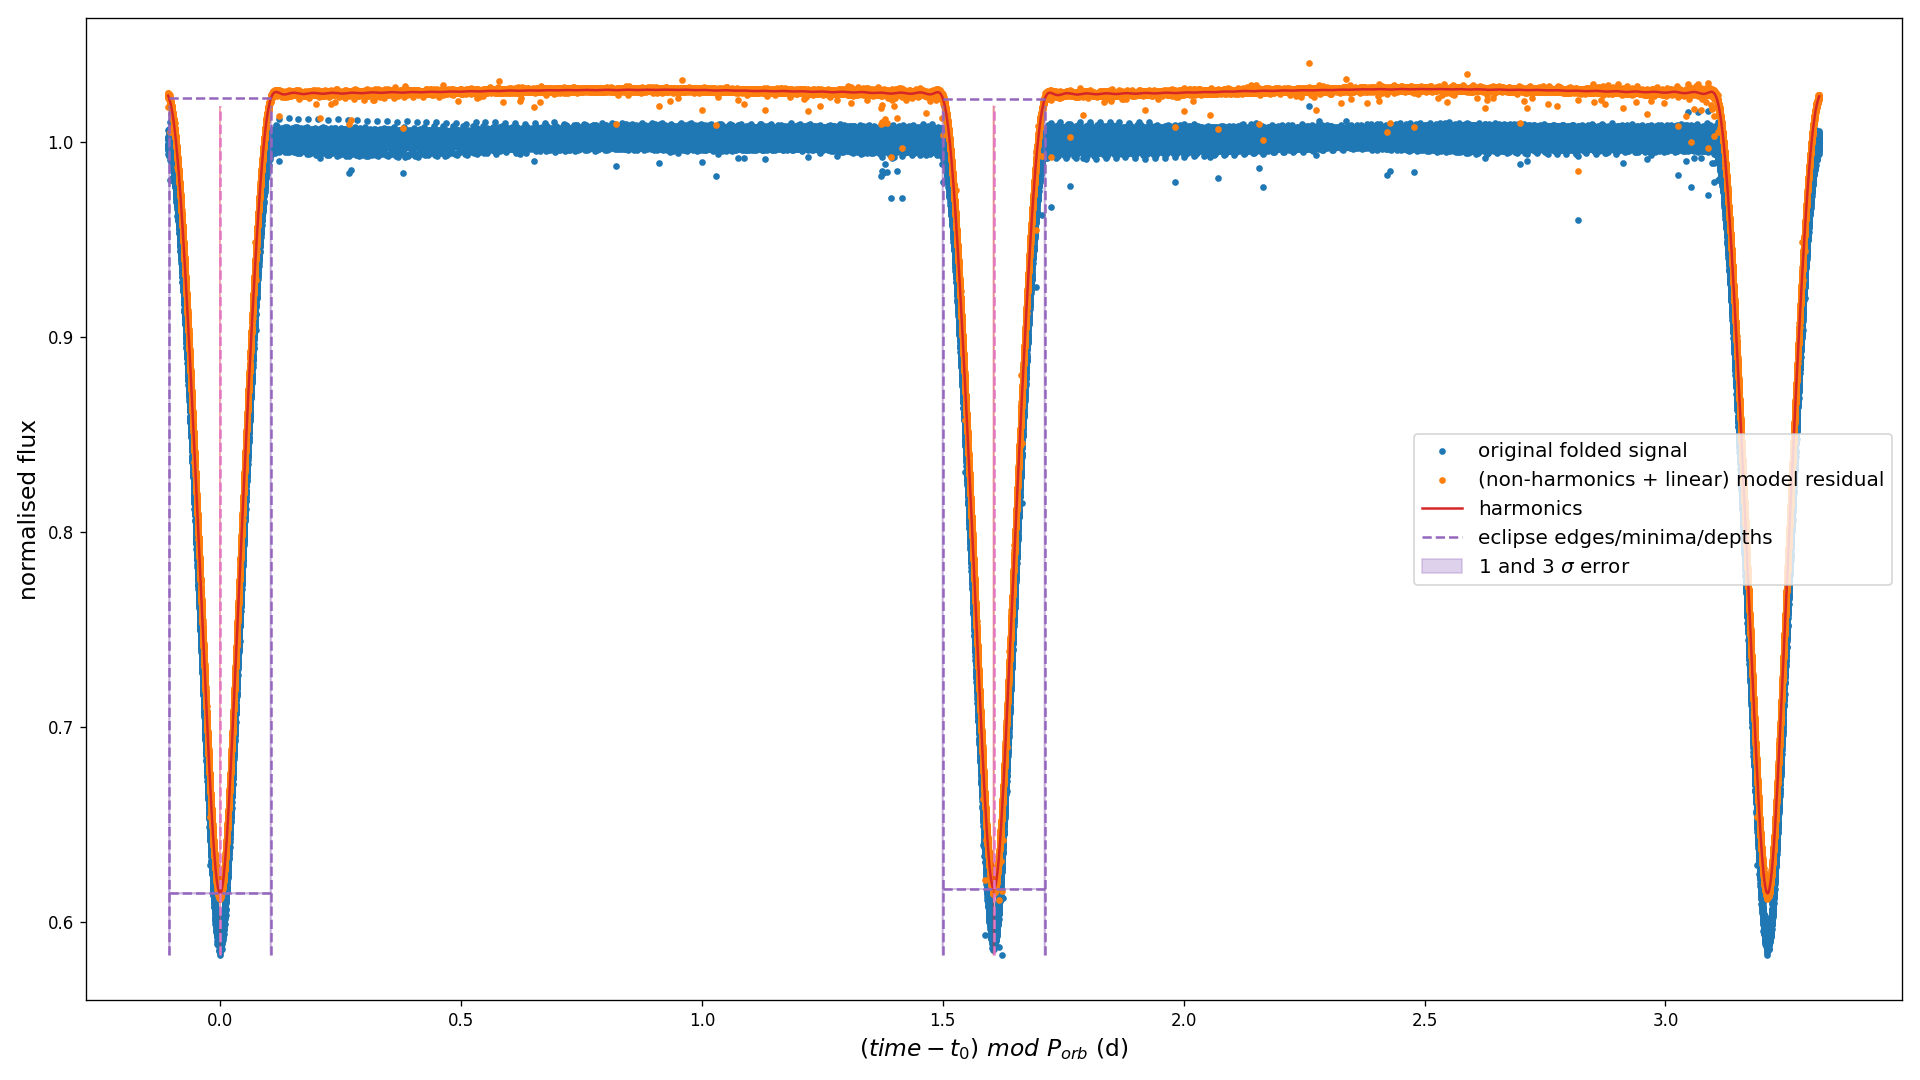 normalised flux
1.0
0.9
0.8
0.7
0.6
0.0
0.5
1.0
1.5
2.0
2.5
3.0
(time − t₀) mod P_orb (d)
original folded signal
(non-harmonics + linear) model residual
harmonics
eclipse edges/minima/depths
1 and 3 σ error